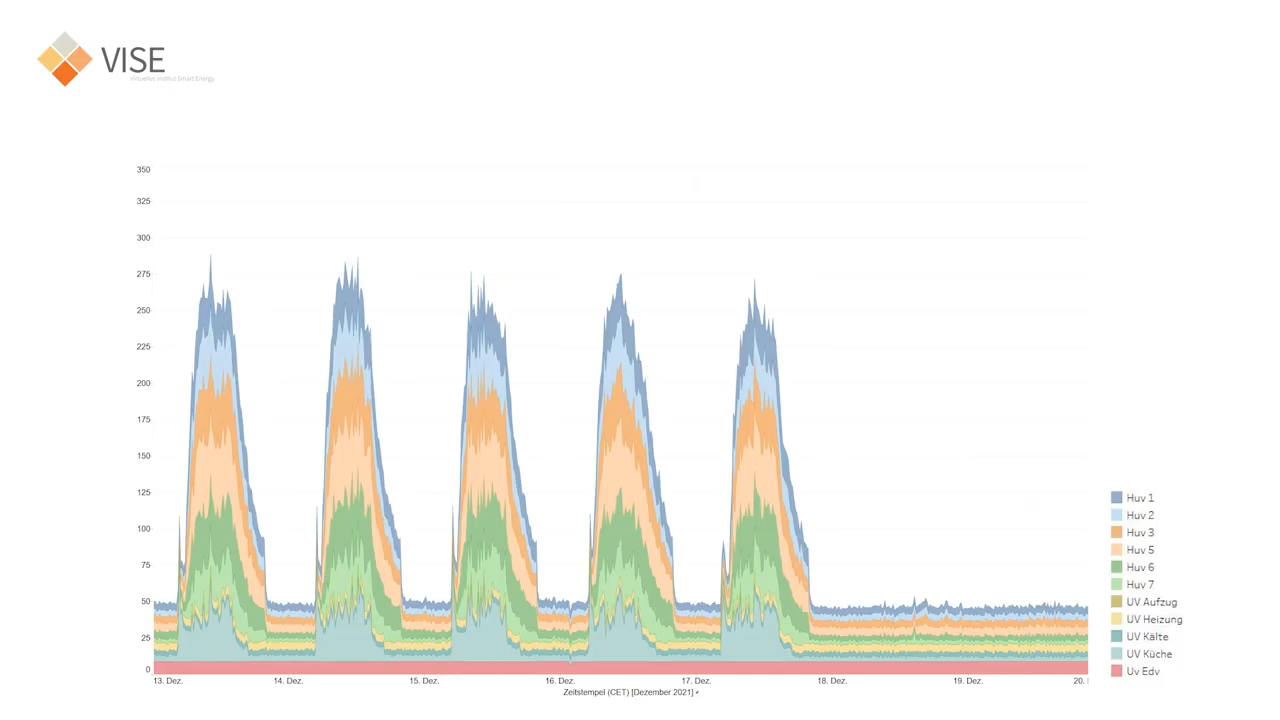 VISE
Virtuelles Institut Smart Energy
350
325
300
275
250
225
200
175
150
125
100
75
50
25
0
13. Dez.
14. Dez.
15. Dez.
16. Dez.
17. Dez.
18. Dez.
19. Dez.
20.
Zeitstempel (CET) [Dezember 2021]
Huv 1
Huv 2
Huv 3
Huv 5
Huv 6
Huv 7
UV Aufzug
UV Heizung
UV Kälte
UV Küche
Uv Edv